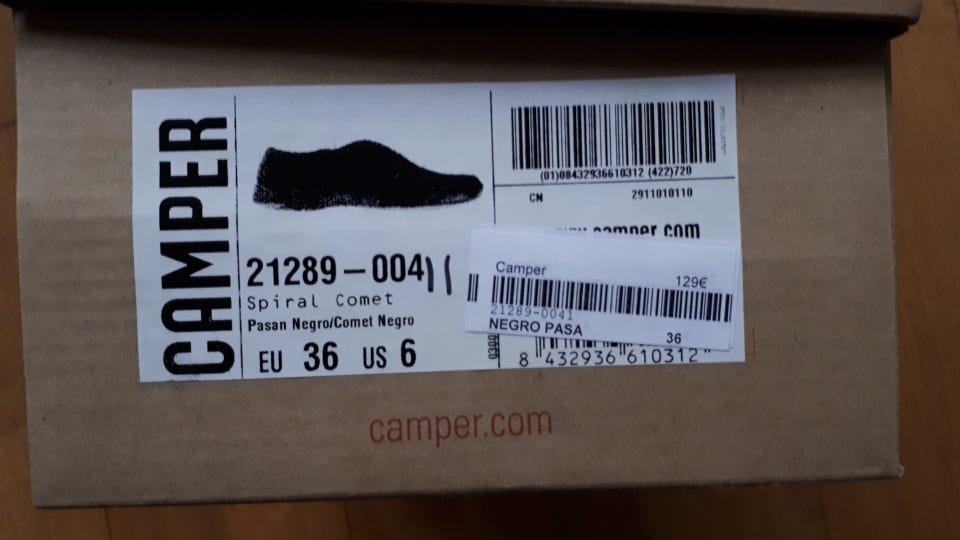 CAMPER
21289-004
Spiral Comet
Pasan Negro/Comet Negro
EU 36 US 6
(01)08432936610312 (422)720
CN 2911010110
camper.com
Camper 129€
21289-0041
NEGRO PASA
36
0300
8 432936 610312
camper.com